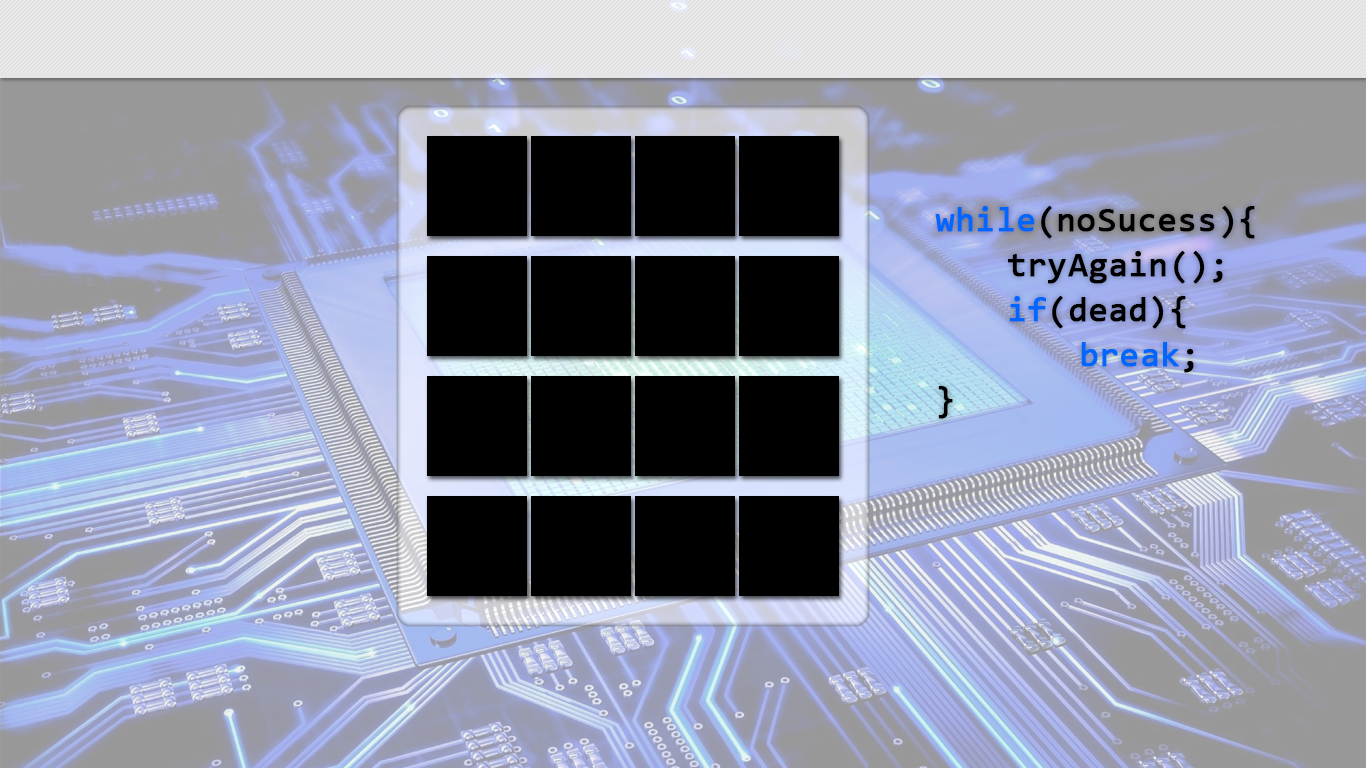 while(noSucess){
tryAgain();
if(dead){
break;
}